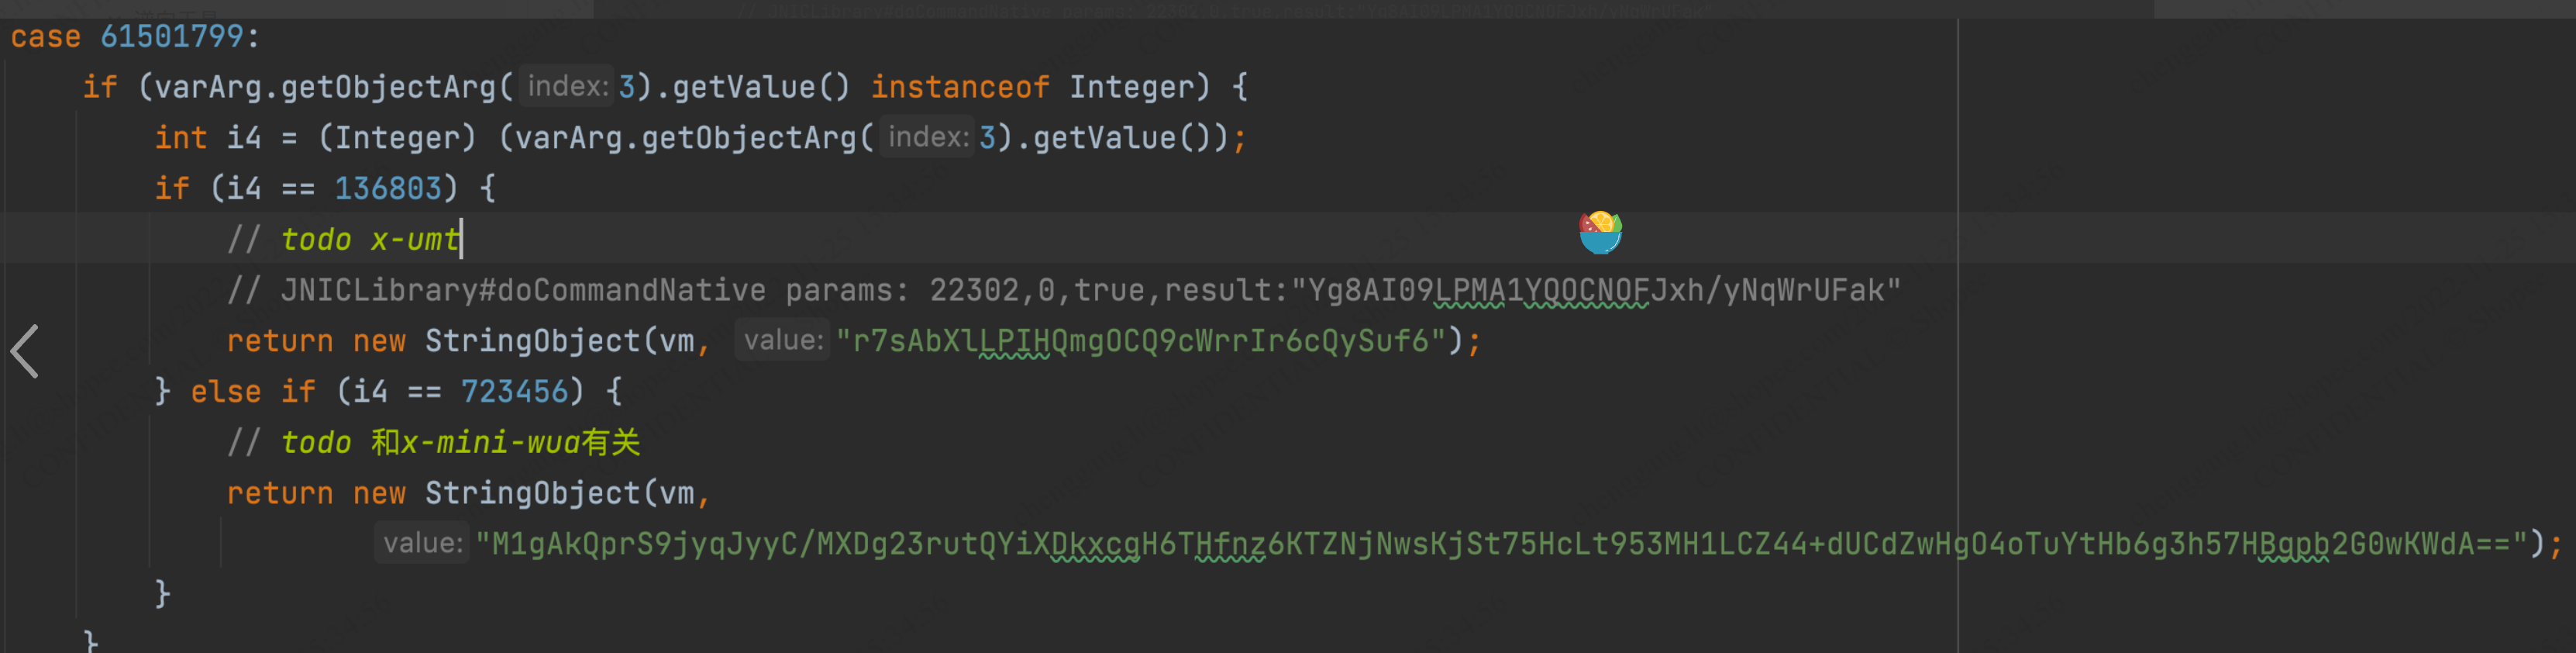 case 61501799:
if (varArg.getObjectArg( index: 3).getValue() instanceof Integer) {
int i4 = (Integer) (varArg.getObjectArg( index: 3).getValue());
if (i4 == 136803) {
// todo x-umt
// JNICLibrary#doCommandNative params: 22302,0,true,result:"Yg8AI09LPMA1YQOCNOFJxh/yNqWrUFak"
return new StringObject(vm, value: "r7sAbXlLPIHQmgOCQ9cWrrIr6cQySuf6");
} else if (i4 == 723456) {
// todo 和x-mini-wua有关
return new StringObject(vm,
value: "M1gAkQprS9jyqJyyC/MXDg23rutQYiXDkxcgH6THfnz6KTZNjNwsKjSt75HcLt953MH1LCZ44+dUCdZwHgO4oTuYtHb6g3h57HBqpb2G0wKWdA==");
}
}